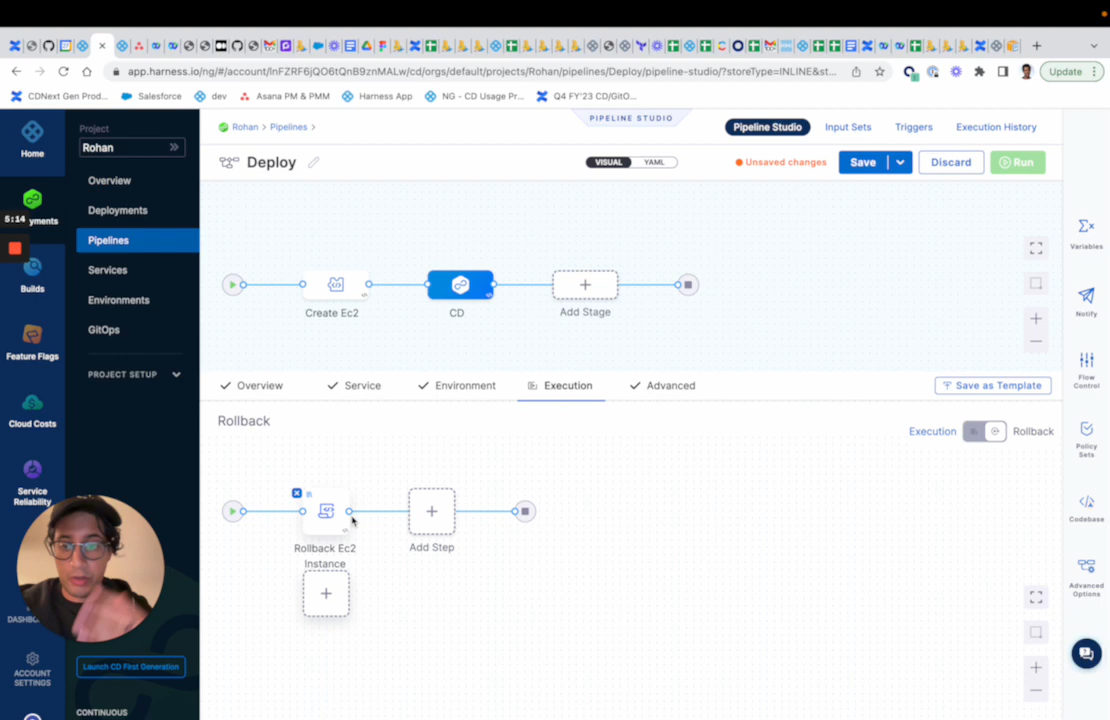 app.harness.io/ng/#/account/lnFZRF6jQO6tQnB9znMALw/cd/orgs/default/projects/Rohan/pipelines/Deploy/pipeline-studio/?storeType=INLINE&st...
Update
CDNext Gen Prod...
Salesforce
dev
Asana PM & PMM
Harness App
NG - CD Usage Pr...
Q4 FY'23 CD/GitO...
Home
5:14
yments
Builds
Feature Flags
Cloud Costs
Service
Reliability
DASHBO
ACCOUNT
SETTINGS
Project
Rohan
Overview
Deployments
Pipelines
Services
Environments
GitOps
PROJECT SETUP
Launch CD First Generation
CONTINUOUS
Rohan > Pipelines >
PIPELINE STUDIO
Pipeline Studio
Input Sets
Triggers
Execution History
Deploy
VISUAL
YAML
Unsaved changes
Save
Discard
Run
Create Ec2
CD
Add Stage
Overview
Service
Environment
Execution
Advanced
Save as Template
Rollback
Execution
Rollback
Rollback Ec2
Instance
Add Step
Variables
Notify
Flow
Control
Policy
Sets
Codebase
Advanced
Options